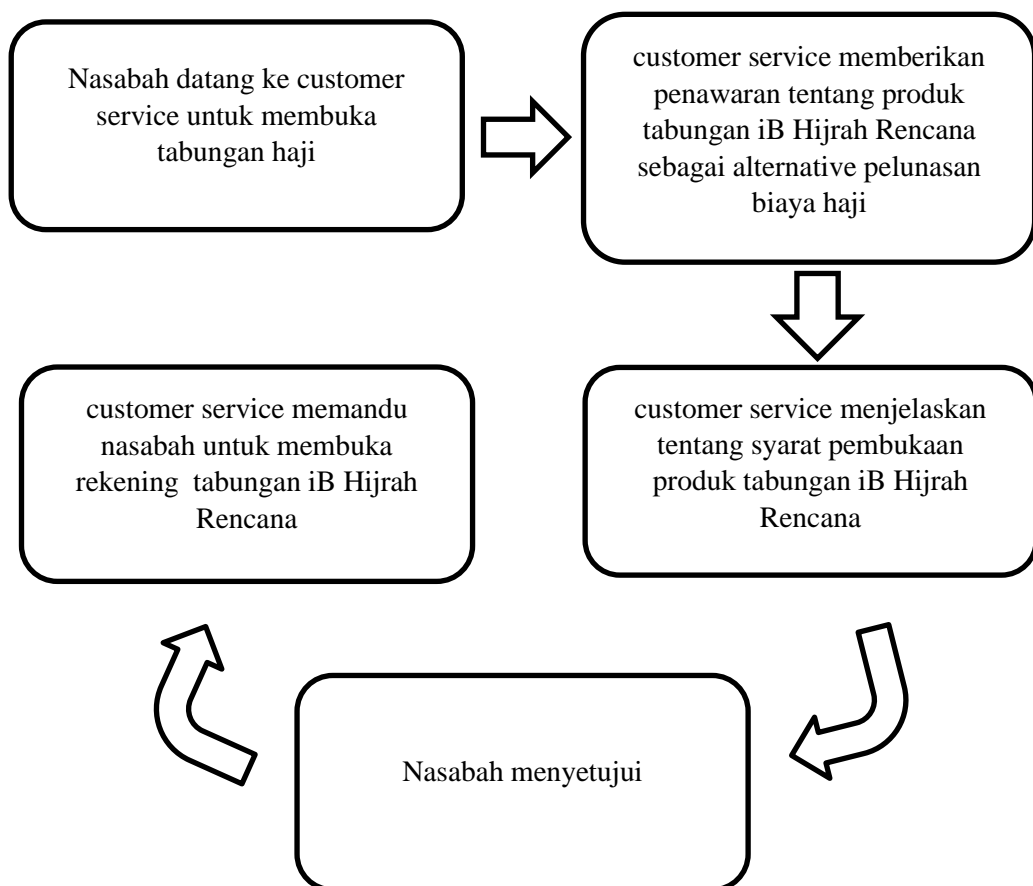 Nasabah datang ke customer
service untuk membuka
tabungan haji
customer service memberikan
penawaran tentang produk
tabungan iB Hijrah Rencana
sebagai alternative pelunasan
biaya haji
customer service menjelaskan
tentang syarat pembukaan
produk tabungan iB Hijrah
Rencana
Nasabah menyetujui
customer service memandu
nasabah untuk membuka
rekening  tabungan iB Hijrah
Rencana